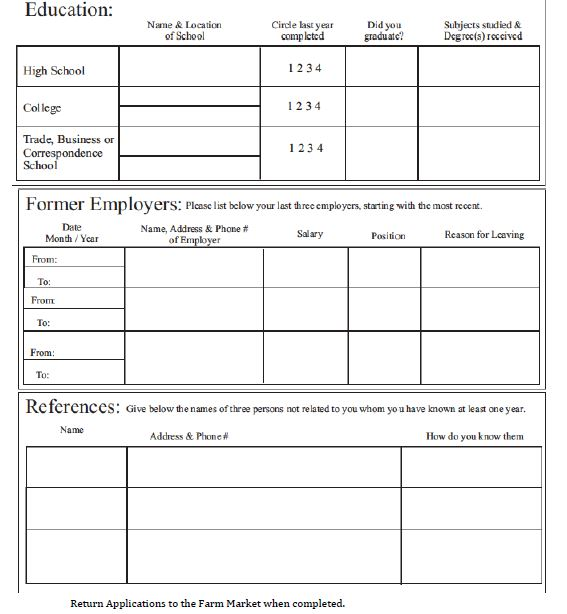 Education:
Name & Location of School
Circle last year completed
Did you graduate?
Subjects studied & Degree(s) received
High School
1 2 3 4
College
1 2 3 4
Trade, Business or Correspondence School
1 2 3 4
Former Employers: Please list below your last three employers, starting with the most recent.
Date Month / Year
Name, Address & Phone # of Employer
Salary
Position
Reason for Leaving
From:
To:
From:
To:
From:
To:
References: Give below the names of three persons not related to you whom you have known at least one year.
Name
Address & Phone #
How do you know them
Return Applications to the Farm Market when completed.